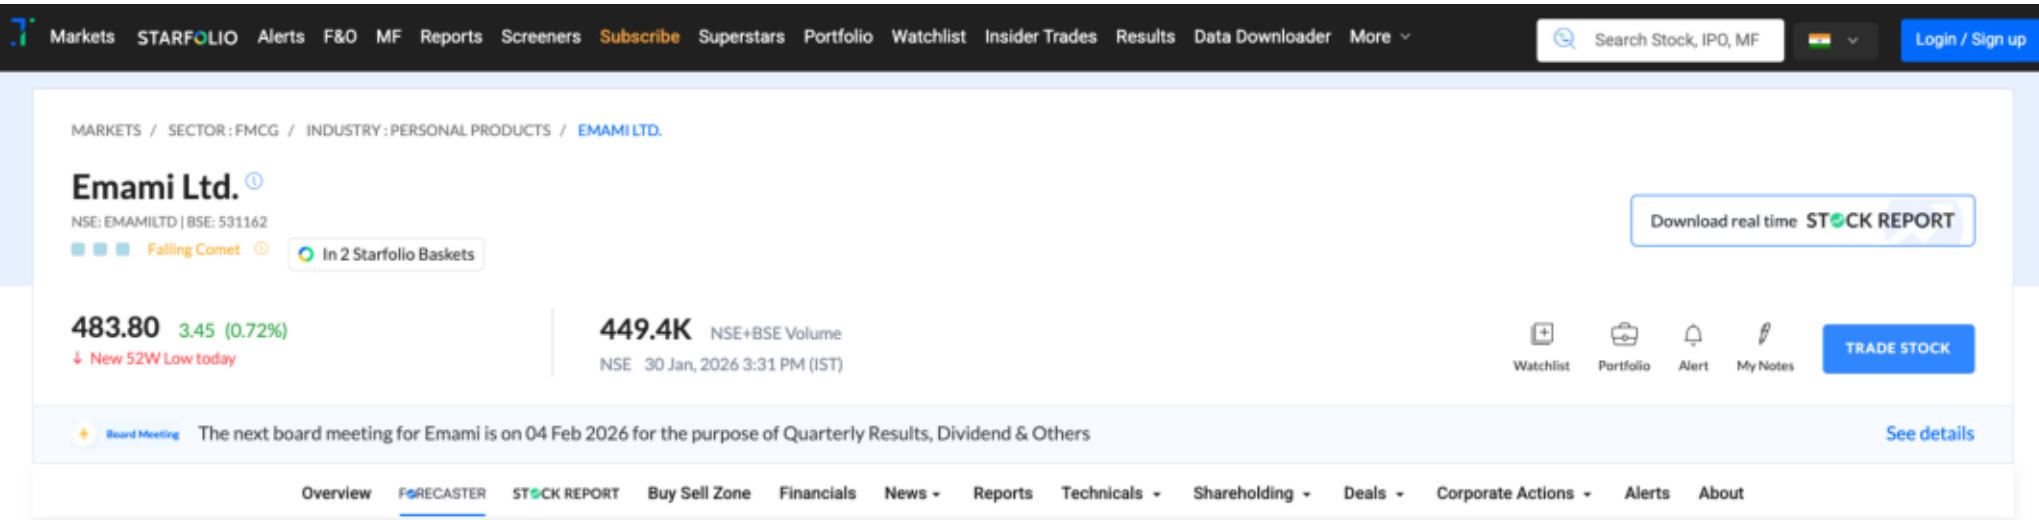 Markets STARFOLIO Alerts F&O MF Reports Screeners Subscribe Superstars Portfolio Watchlist Insider Trades Results Data Downloader More Search Stock, IPO, MF Login / Sign up
MARKETS / SECTOR : FMCG / INDUSTRY : PERSONAL PRODUCTS / EMAMI LTD.
Emami Ltd.
NSE: EMAMILTD | BSE: 531162
Download real time STOCK REPORT
Falling Comet In 2 Starfolio Baskets
483.80 3.45 (0.72%)
↓ New 52W Low today
449.4K NSE+BSE Volume
NSE 30 Jan, 2026 3:31 PM (IST)
Watchlist Portfolio Alert My Notes TRADE STOCK
Board Meeting The next board meeting for Emami is on 04 Feb 2026 for the purpose of Quarterly Results, Dividend & Others See details
Overview FORECASTER STOCK REPORT Buy Sell Zone Financials News Reports Technicals Shareholding Deals Corporate Actions Alerts About